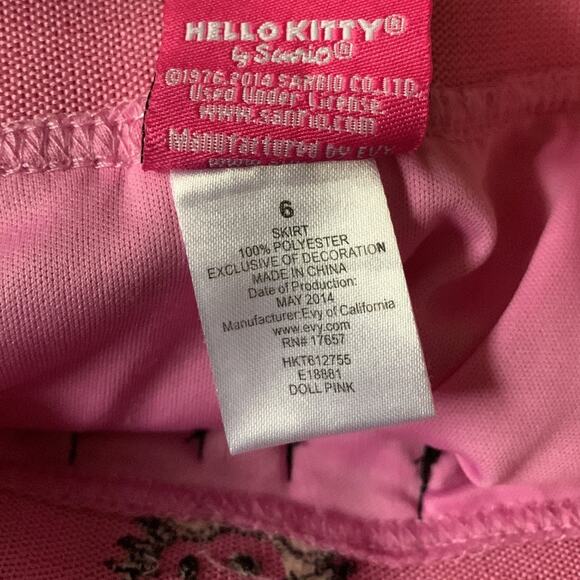 HELLO KITTY®
by Sanrio®
©1976,2014 SANRIO CO.,LTD.
Used Under License.
www.sanrio.com
Manufactured by EVY
6
SKIRT
100% POLYESTER
EXCLUSIVE OF DECORATION
MADE IN CHINA
Date of Production:
MAY 2014
Manufacturer:Evy of California
www.evy.com
RN# 17657
HKT612755
E18881
DOLL PINK